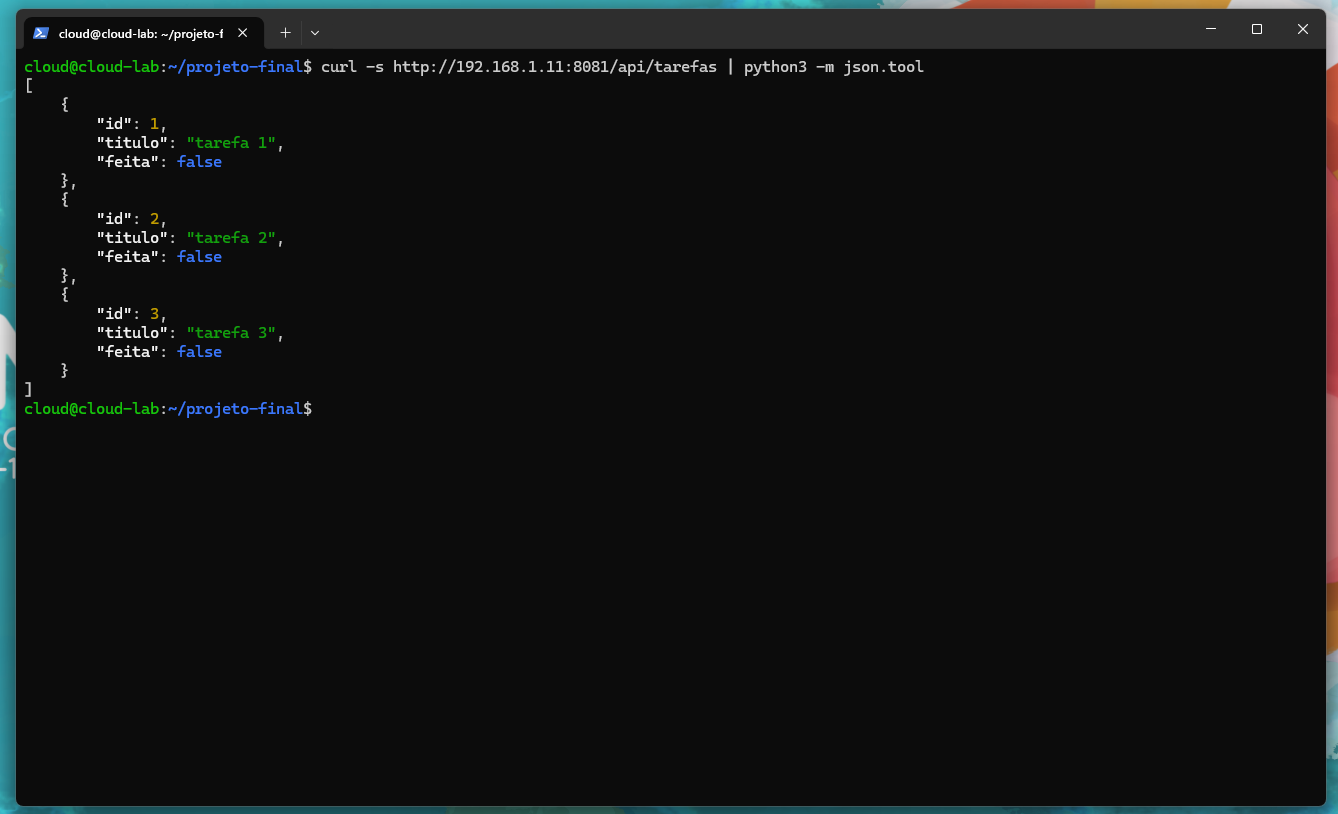 cloud@cloud-lab: ~/projeto-f
cloud@cloud-lab:~/projeto-final$ curl -s http://192.168.1.11:8081/api/tarefas | python3 -m json.tool
[
    {
        "id": 1,
        "titulo": "tarefa 1",
        "feita": false
    },
    {
        "id": 2,
        "titulo": "tarefa 2",
        "feita": false
    },
    {
        "id": 3,
        "titulo": "tarefa 3",
        "feita": false
    }
]
cloud@cloud-lab:~/projeto-final$